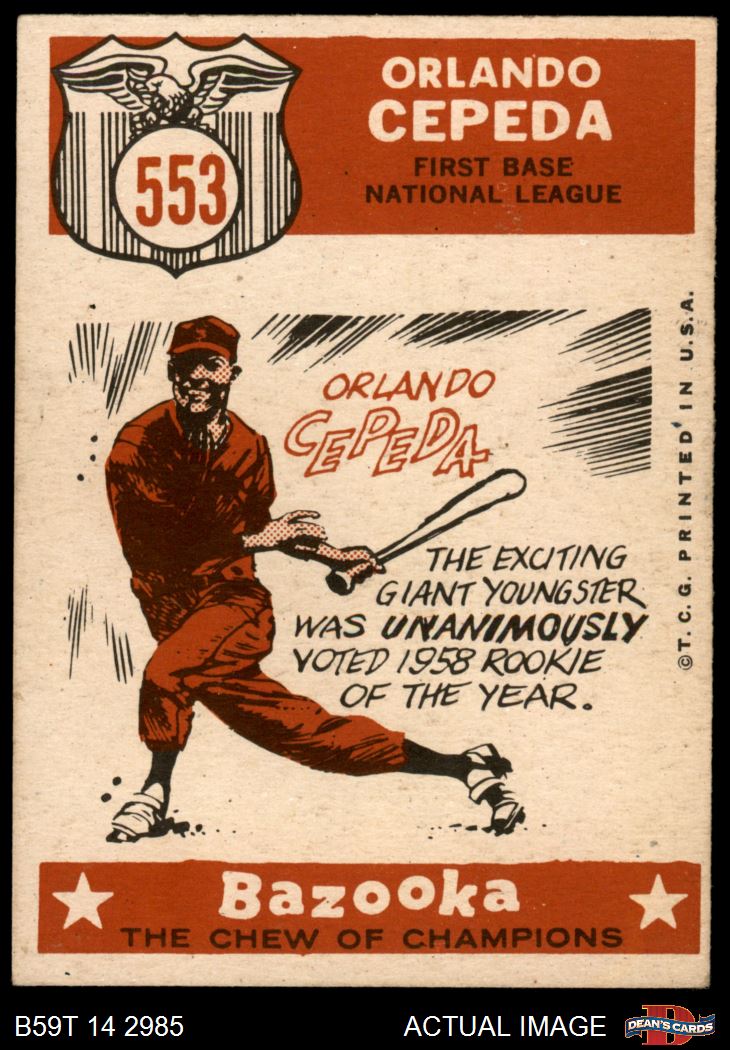 553
ORLANDO
CEPEDA
FIRST BASE
NATIONAL LEAGUE
ORLANDO
CEPEDA
THE EXCITING
GIANT YOUNGSTER
WAS UNANIMOUSLY
VOTED 1958 ROOKIE
OF THE YEAR.
©T.C.G. PRINTED IN U.S.A.
Bazooka
THE CHEW OF CHAMPIONS
B59T 14 2985
ACTUAL IMAGE
D
DEAN'S CARDS